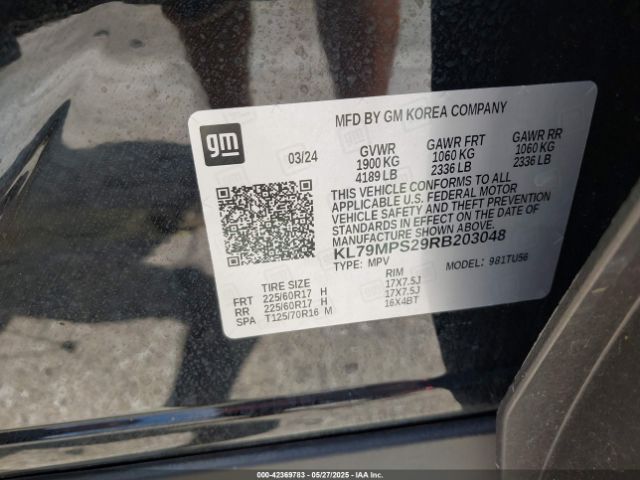 MFD BY GM KOREA COMPANY
gm
03/24
GVWR GAWR FRT GAWR RR
1900 KG 1060 KG 1060 KG
4189 LB 2336 LB 2336 LB
THIS VEHICLE CONFORMS TO ALL
APPLICABLE U.S. FEDERAL MOTOR
VEHICLE SAFETY AND THEFT PREVENTION
STANDARDS IN EFFECT ON THE DATE OF
MANUFACTURE SHOWN ABOVE.
KL79MPS29RB203048
TYPE: MPV MODEL: 981TU56
TIRE SIZE RIM
FRT 225/60R17 H 17X7.5J
RR 225/60R17 H 17X7.5J
SPA T125/70R16 M 16X4BT
000-42369783 | 05/27/2025 - IAAI.com